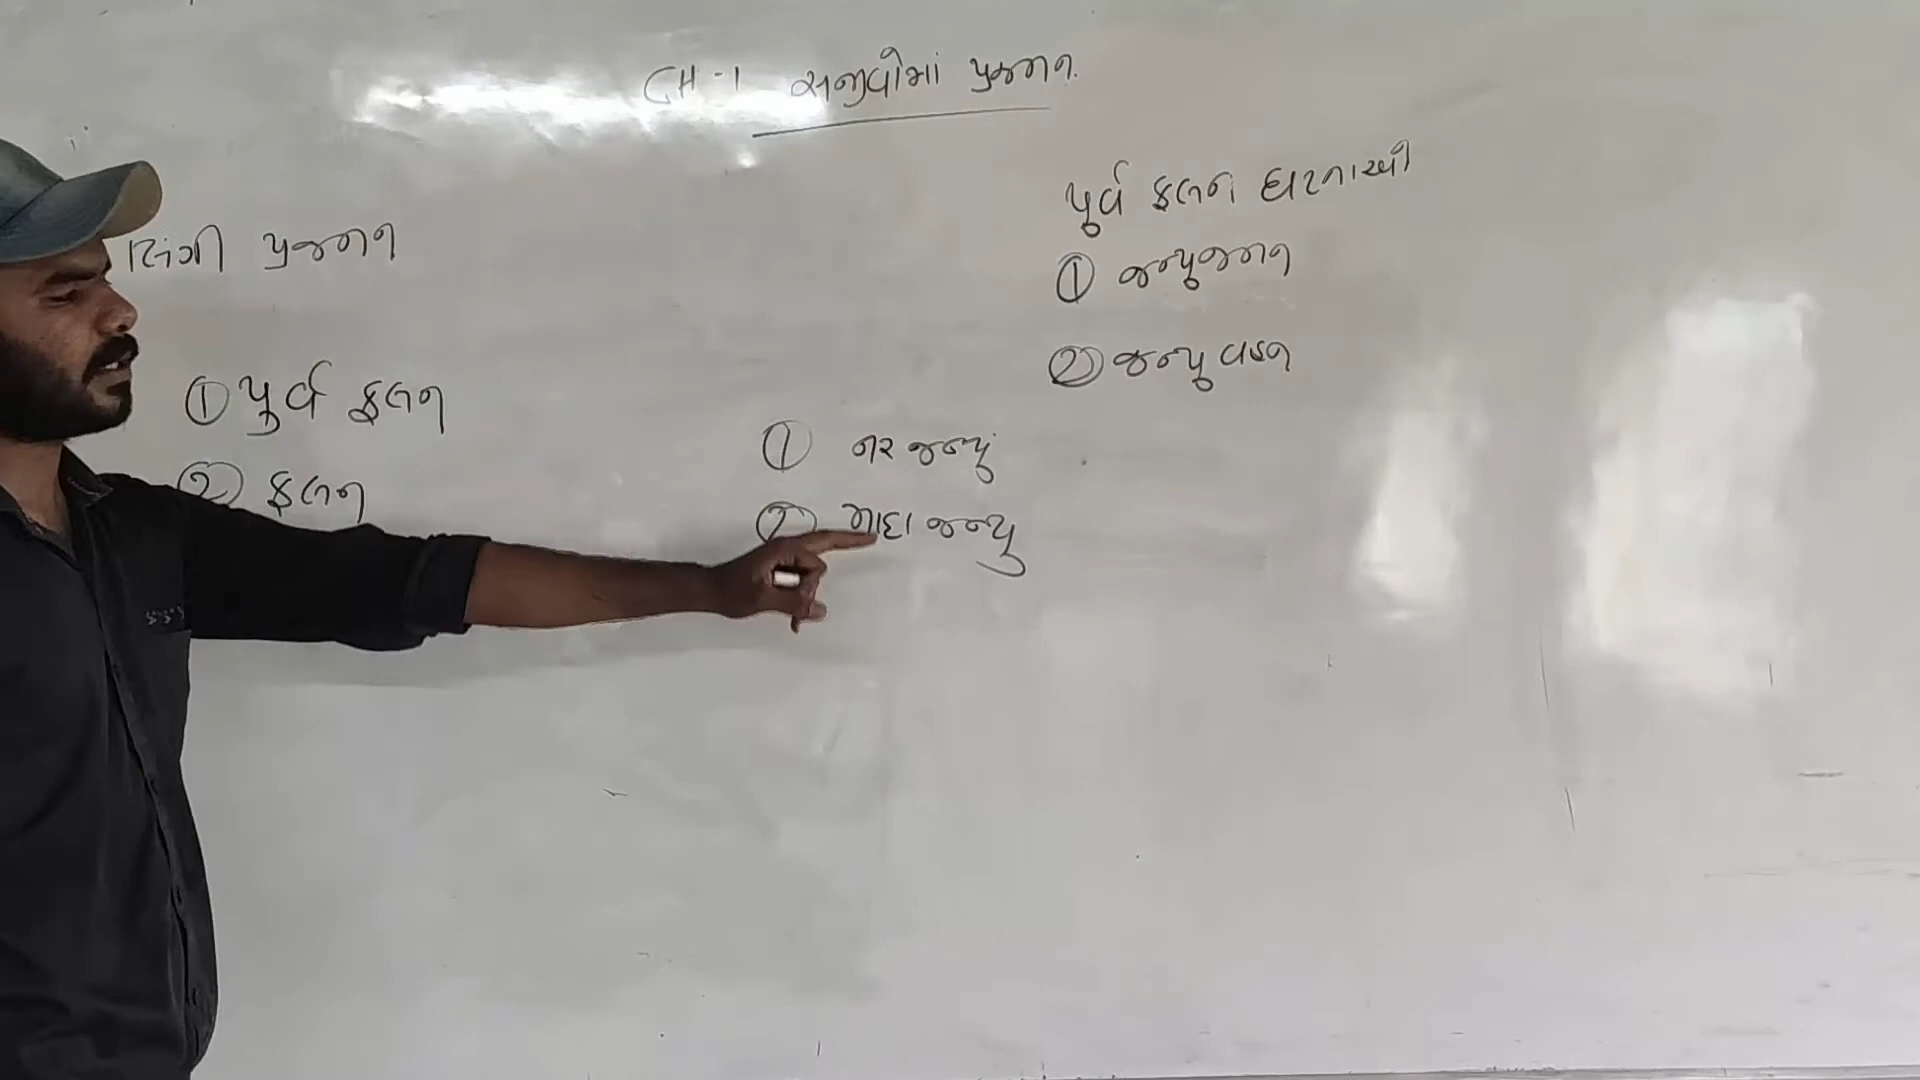 CH-1 સજીવોમાં પ્રજનન.
લિંગી પ્રજનન
① પુર્વ ફલન
② ફલન
① નર જન્યું
② માદા જન્યુ
પુર્વ ફલન ઘટનાઓ
① જન્યુજનન
② જન્યુ વહન